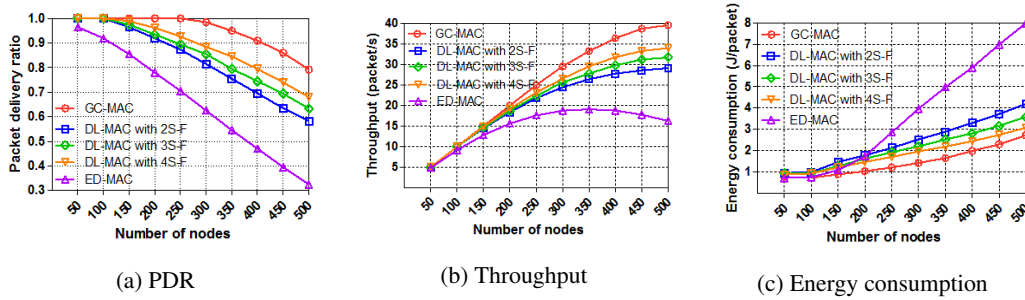 Packet delivery ratio
1.0
0.9
0.8
0.7
0.6
0.5
0.4
0.3
GC-MAC
DL-MAC with 2S-F
DL-MAC with 3S-F
DL-MAC with 4S-F
ED-MAC
50 100 150 200 250 300 350 400 450 500
Number of nodes
(a) PDR
Throughput (packet/s)
40
35
30
25
20
15
10
5
GC-MAC
DL-MAC with 2S-F
DL-MAC with 3S-F
DL-MAC with 4S-F
ED-MAC
50 100 150 200 250 300 350 400 450 500
Number of nodes
(b) Throughput
Energy consumption (J/packet)
8
7
6
5
4
3
2
1
GC-MAC
DL-MAC with 2S-F
DL-MAC with 3S-F
DL-MAC with 4S-F
ED-MAC
50 100 150 200 250 300 350 400 450 500
Number of nodes
(c) Energy consumption